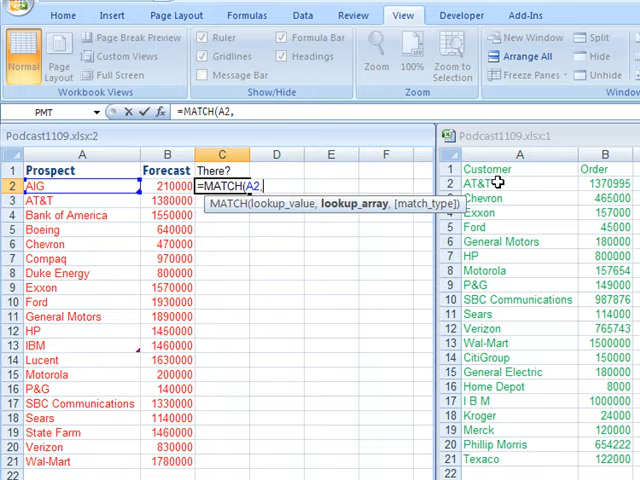 Home Insert Page Layout Formulas Data Review View Developer Add-Ins
Normal Page Layout Page Break Preview Custom Views Full Screen
Ruler Formula Bar Gridlines Headings Message Bar
Zoom 100% Zoom to Selection
New Window Split Arrange All Hide Freeze Panes Unhide
Workbook Views Show/Hide Zoom Window
PMT =MATCH(A2,
Podcast1109.xlsx:2 Podcast1109.xlsx:1
A B C D E F A B
1 Prospect Forecast There? 1 Customer Order
2 AIG 210000 =MATCH(A2, 2 AT&T 1370995
MATCH(lookup_value, lookup_array, [match_type])
3 AT&T 1380000 Chevron 465000
4 Bank of America 1550000 4 Exxon 157000
5 Boeing 640000 5 Ford 45000
6 Chevron 470000 6 General Motors 180000
7 Compaq 970000 7 HP 800000
8 Duke Energy 800000 8 Motorola 157654
9 Exxon 1570000 9 P&G 149000
10 Ford 1930000 10 SBC Communications 987876
11 General Motors 1890000 11 Sears 114000
12 HP 1450000 12 Verizon 765743
13 IBM 1460000 13 Wal-Mart 1500000
14 Lucent 1630000 14 CitiGroup 150000
15 Motorola 200000 15 General Electric 170000
16 P&G 140000 16 Home Depot 8000
17 SBC Communications 1330000 17 I B M 1000000
18 Sears 1140000 18 Kroger 24000
19 State Farm 1460000 19 Merck 120000
20 Verizon 830000 20 Phillip Morris 654222
21 Wal-Mart 1780000 21 Texaco 122000
22 22